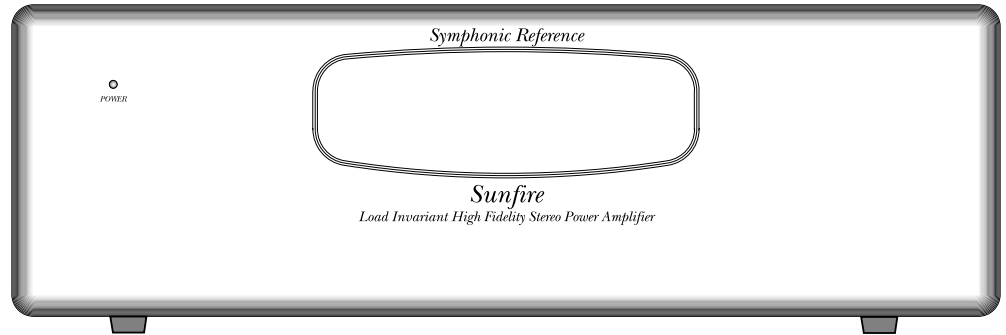 Symphonic Reference
POWER
Sunfire
Load Invariant High Fidelity Stereo Power Amplifier